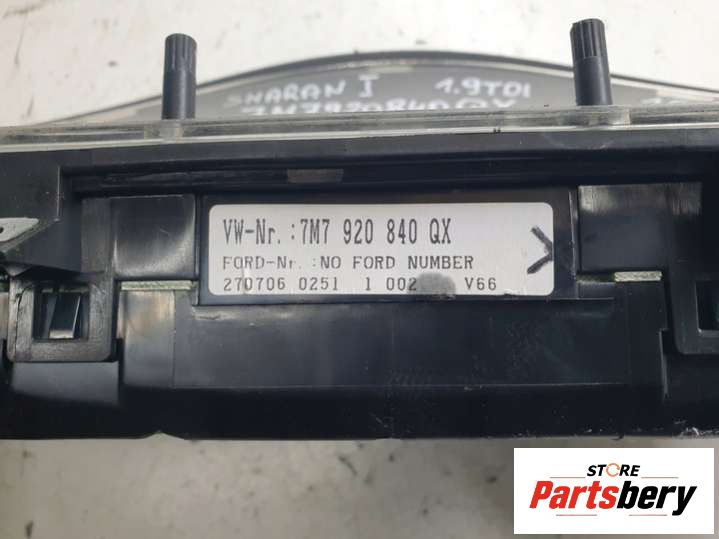 SHARAN I 1.9TDI
7M7920840QX
VW-Nr.:7M7 920 840 QX
FORD-Nr.:NO FORD NUMBER
270706 0251 1 002 V66
STORE
Partsbery